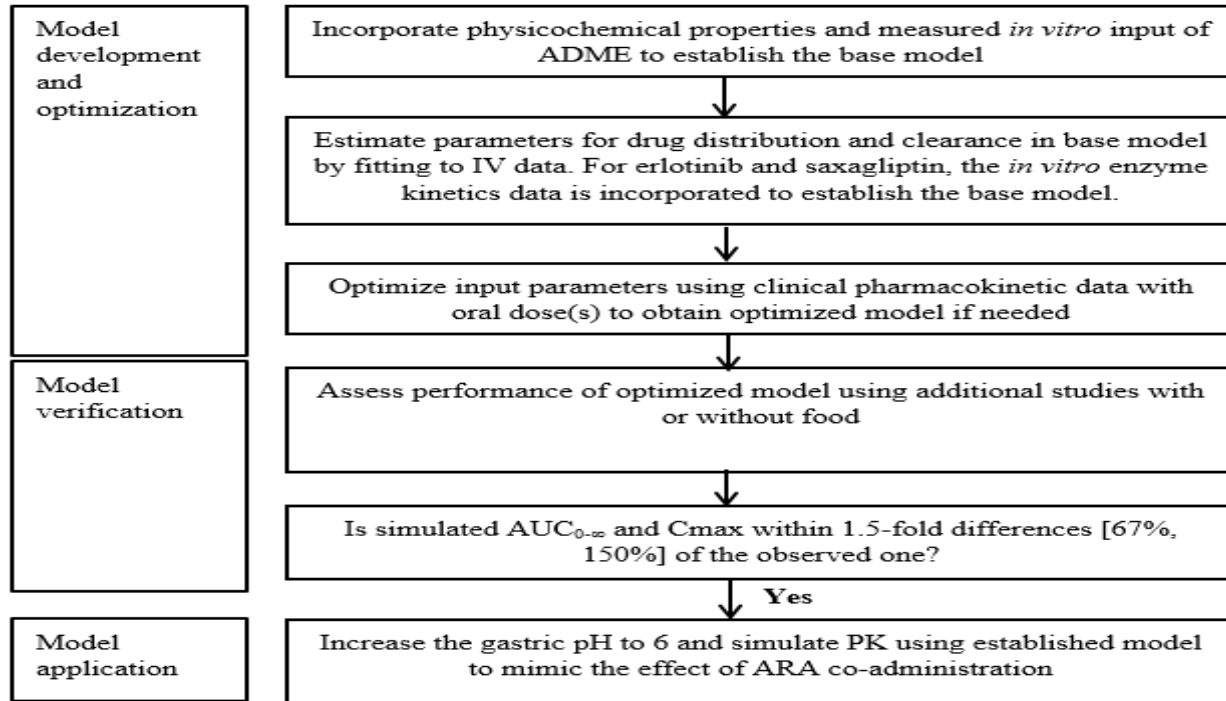 Model
development
and
optimization
Incorporate physicochemical properties and measured in vitro input of
ADME to establish the base model
Estimate parameters for drug distribution and clearance in base model
by fitting to IV data. For erlotinib and saxagliptin, the in vitro enzyme
kinetics data is incorporated to establish the base model.
Optimize input parameters using clinical pharmacokinetic data with
oral dose(s) to obtain optimized model if needed
Model
verification
Assess performance of optimized model using additional studies with
or without food
Is simulated AUC₀₋∞ and Cmax within 1.5-fold differences [67%,
150%] of the observed one?
Yes
Model
application
Increase the gastric pH to 6 and simulate PK using established model
to mimic the effect of ARA co-administration